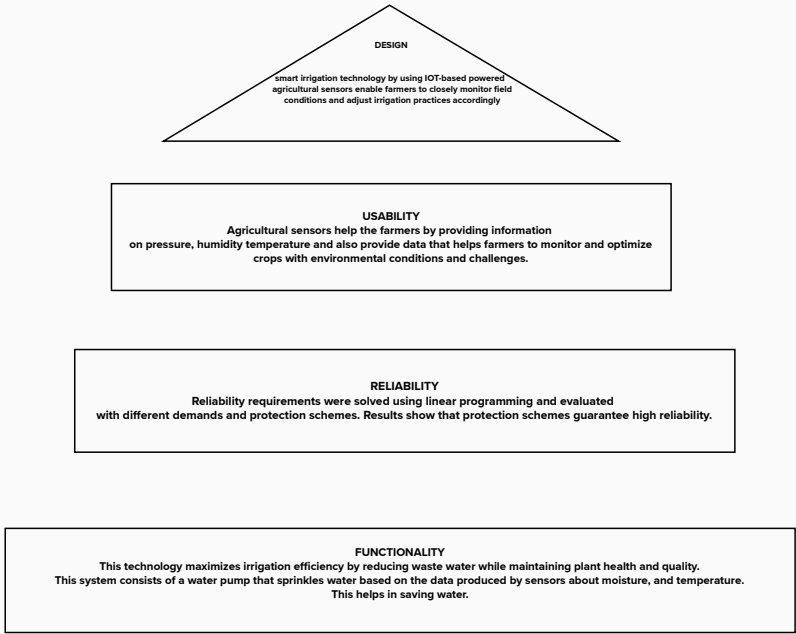 DESIGN
smart irrigation technology by using IOT-based powered
agricultural sensors enable farmers to closely monitor field
conditions and adjust irrigation practices accordingly
USABILITY
Agricultural sensors help the farmers by providing information
on pressure, humidity temperature and also provide data that helps farmers to monitor and optimize
crops with environmental conditions and challenges.
RELIABILITY
Reliability requirements were solved using linear programming and evaluated
with different demands and protection schemes. Results show that protection schemes guarantee high reliability.
FUNCTIONALITY
This technology maximizes irrigation efficiency by reducing waste water while maintaining plant health and quality.
This system consists of a water pump that sprinkles water based on the data produced by sensors about moisture, and temperature.
This helps in saving water.